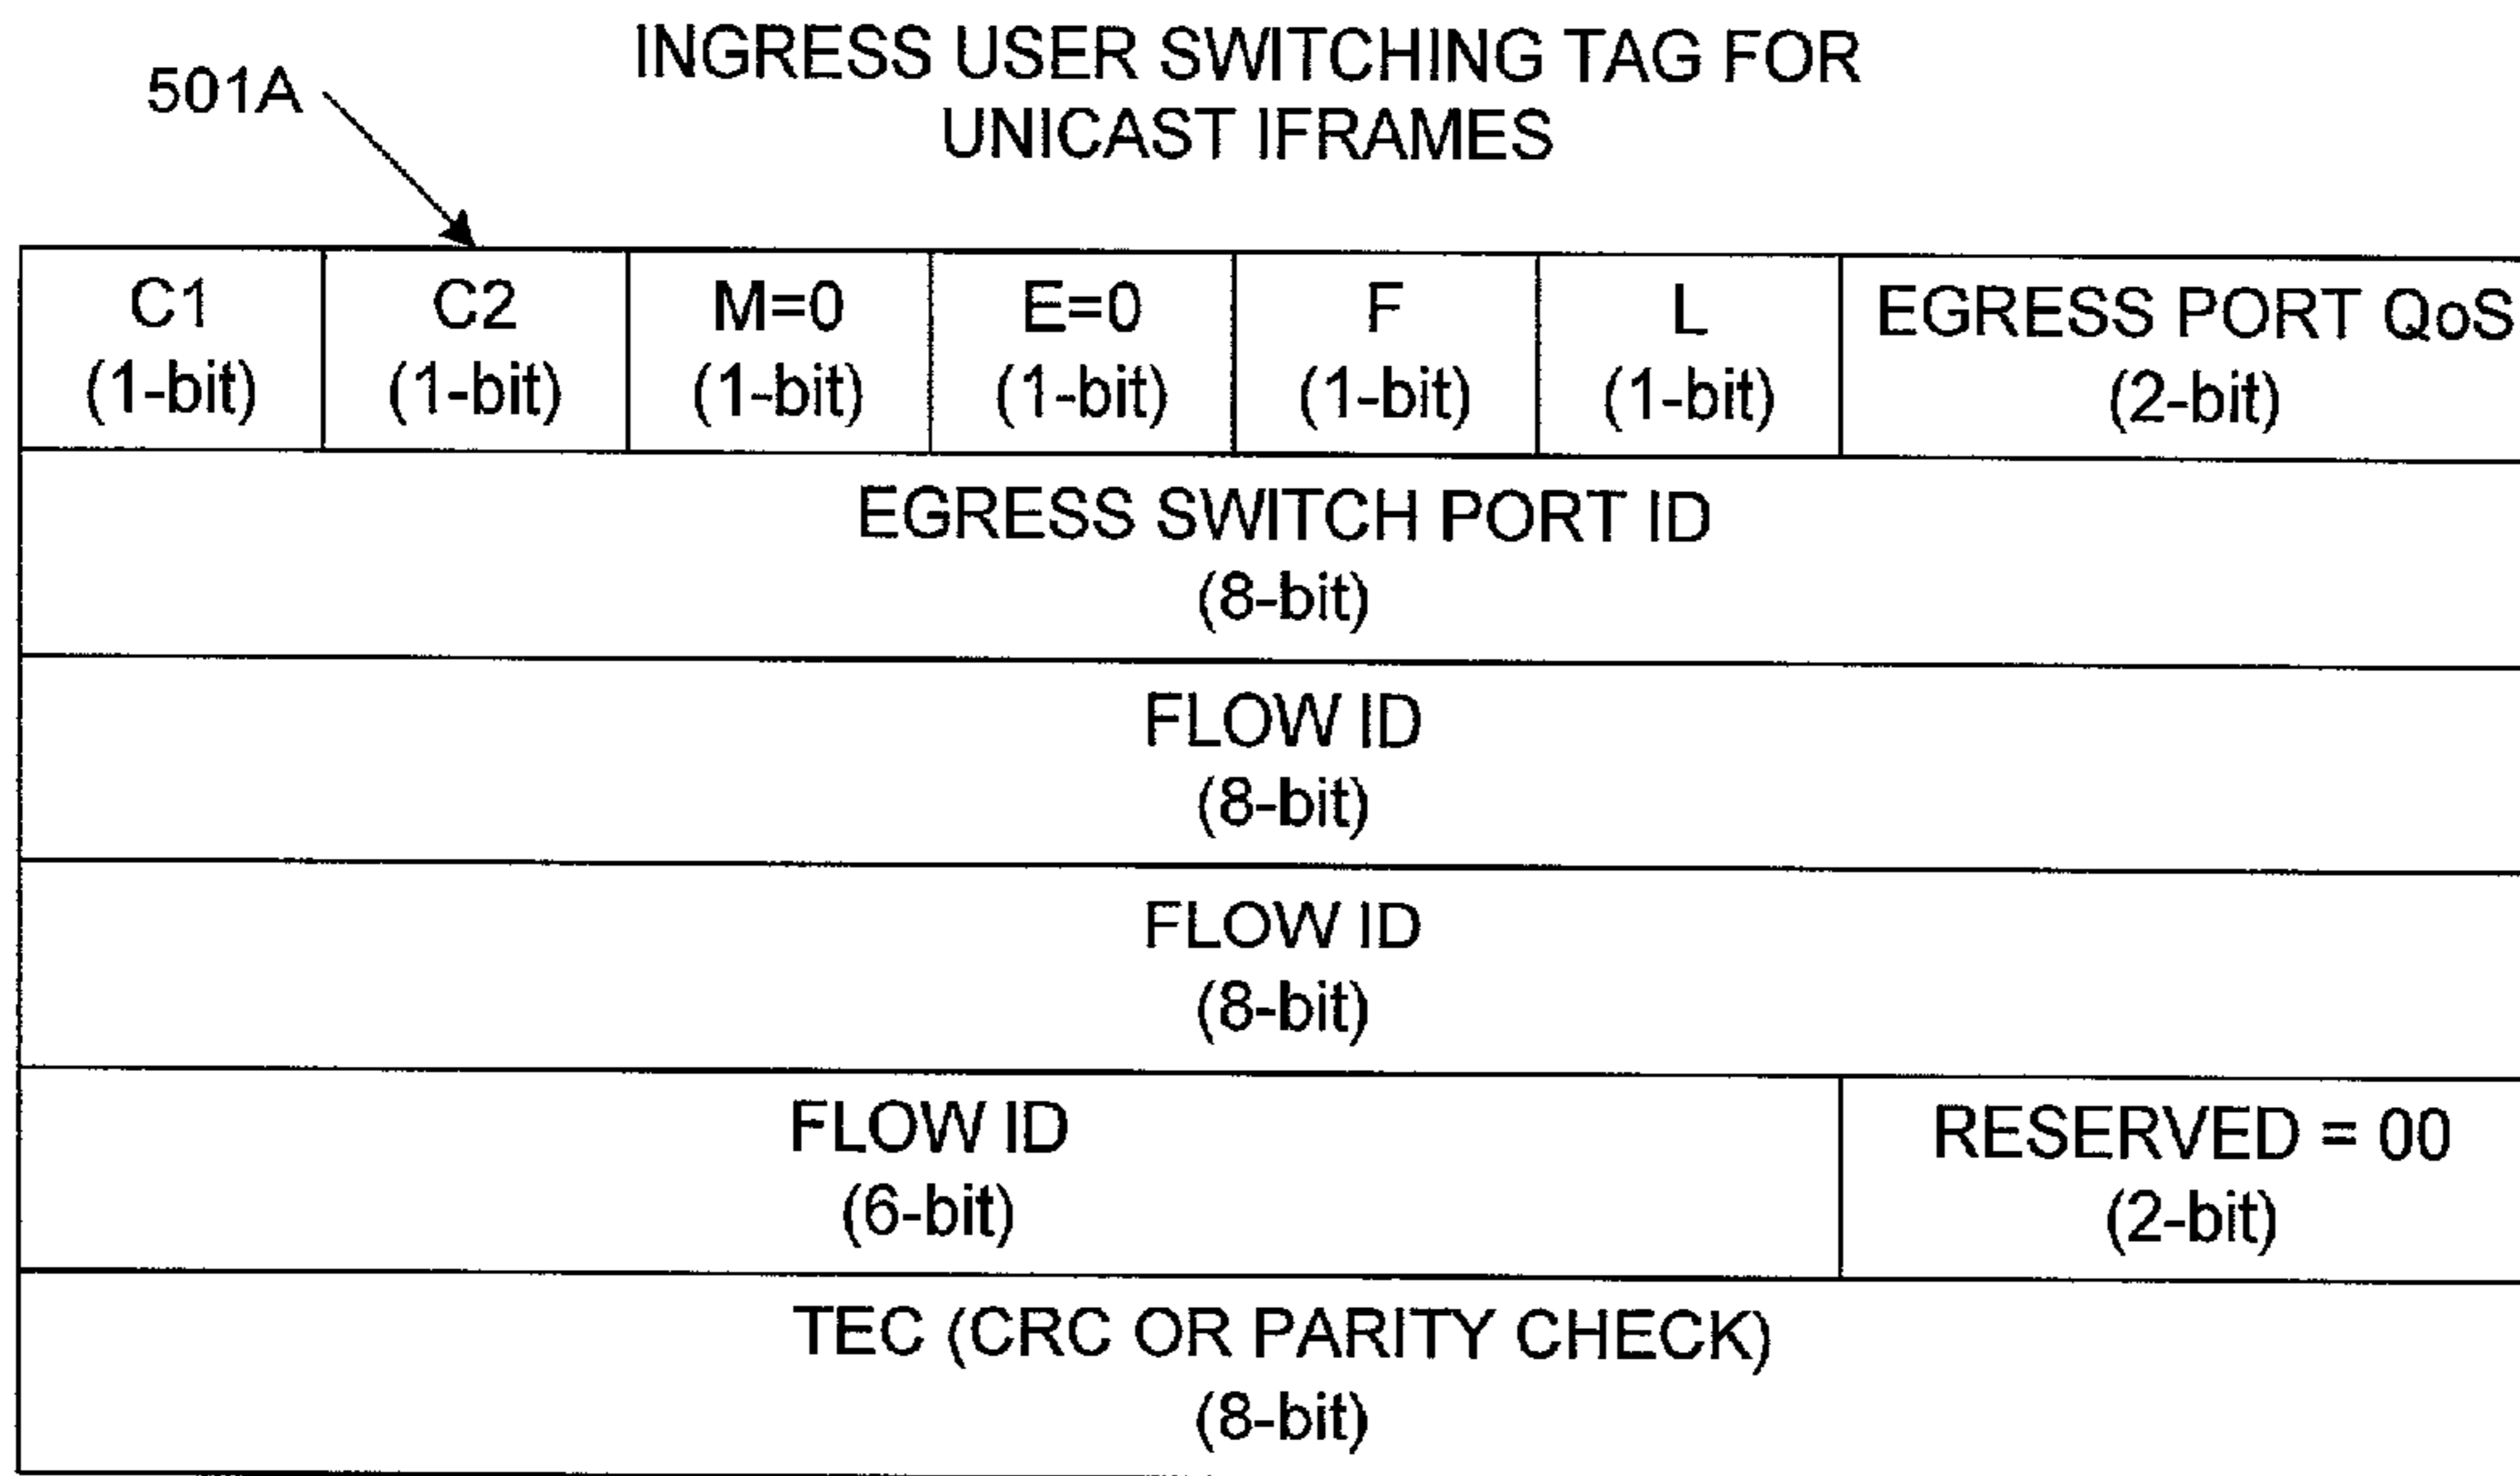 INGRESS USER SWITCHING TAG FOR
UNICAST IFRAMES
501A
C1 C2 M=0 E=0 F L EGRESS PORT QoS
(1-bit) (1-bit) (1-bit) (1-bit) (1-bit) (1-bit) (2-bit)
EGRESS SWITCH PORT ID
(8-bit)
FLOW ID
(8-bit)
FLOW ID
(8-bit)
FLOW ID RESERVED = 00
(6-bit) (2-bit)
TEC (CRC OR PARITY CHECK)
(8-bit)